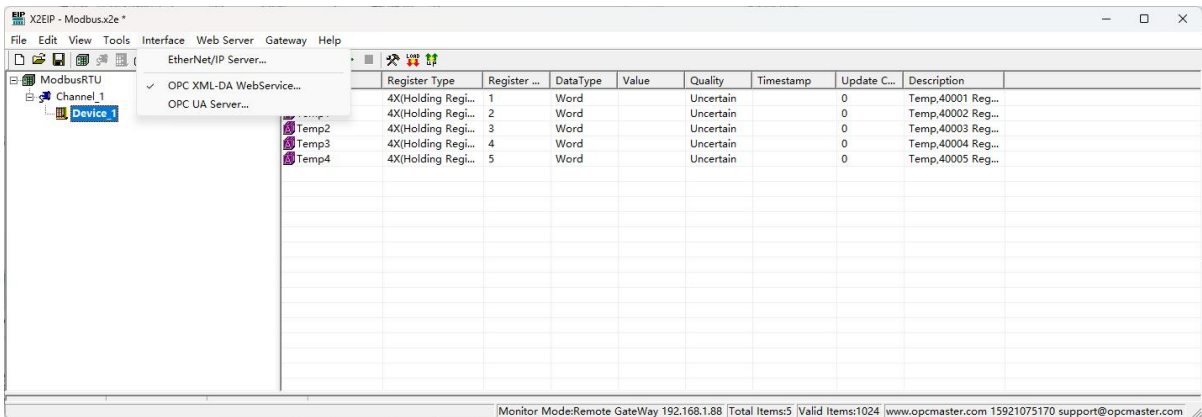 EIP X2EIP - Modbus.x2e *
File Edit View Tools Interface Web Server Gateway Help
EtherNet/IP Server...
OPC XML-DA WebService...
OPC UA Server...
LOAD
ModbusRTU
Channel_1
Device_1
Register Type Register ... DataType Value Quality Timestamp Update C... Description
4X(Holding Regi... 1 Word Uncertain 0 Temp,40001 Reg...
4X(Holding Regi... 2 Word Uncertain 0 Temp,40002 Reg...
Temp2 4X(Holding Regi... 3 Word Uncertain 0 Temp,40003 Reg...
Temp3 4X(Holding Regi... 4 Word Uncertain 0 Temp,40004 Reg...
Temp4 4X(Holding Regi... 5 Word Uncertain 0 Temp,40005 Reg...
Monitor Mode:Remote GateWay 192.168.1.88 Total Items:5 Valid Items:1024 www.opcmaster.com 15921075170 support@opcmaster.com